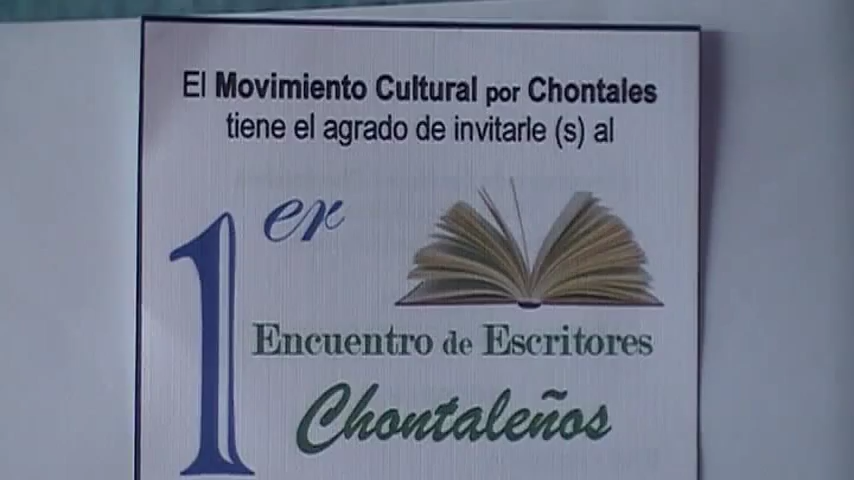 El Movimiento Cultural por Chontales
tiene el agrado de invitarle (s) al
1er
Encuentro de Escritores
Chontaleños